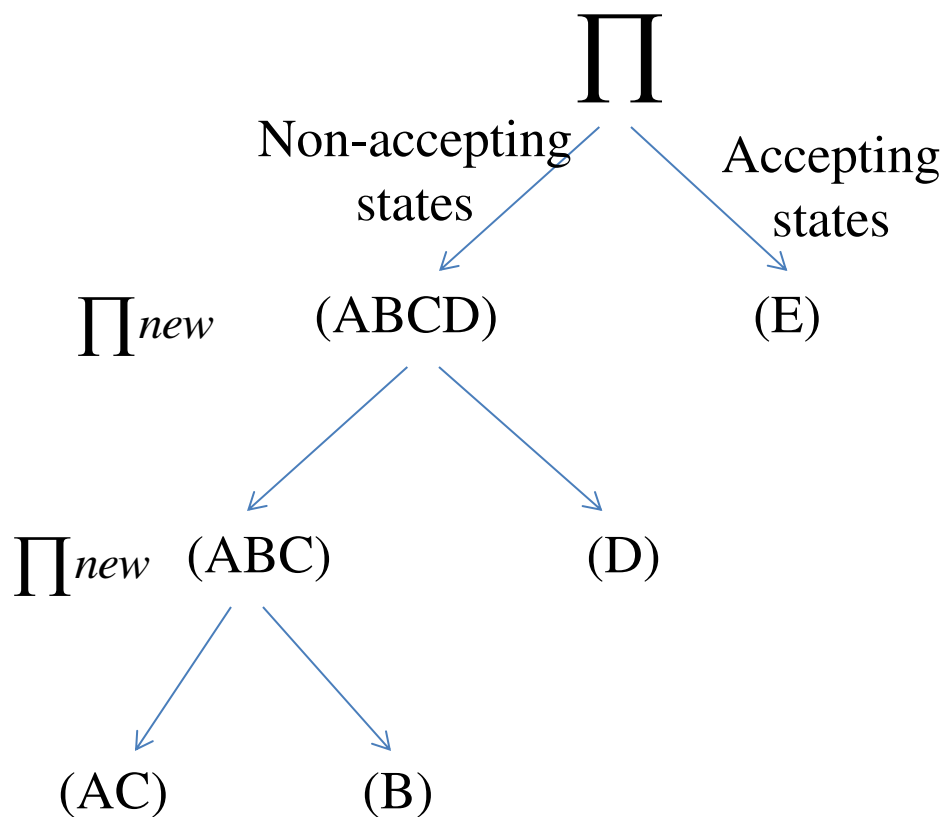 ∏
Non-accepting
states
Accepting
states
∏new (ABCD) (E)
∏new (ABC) (D)
(AC) (B)